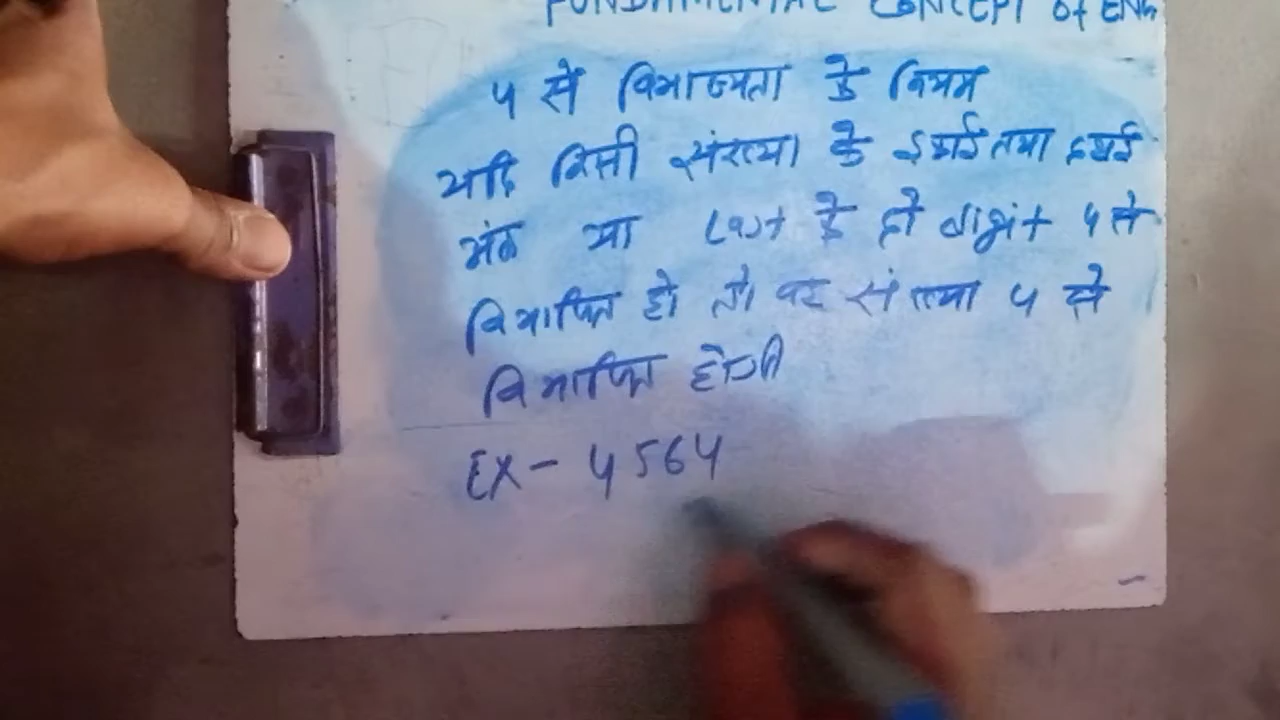 FUNDAMENTAL CONCEPT Of ENG
4 से विभाज्यता के नियम
यदि किसी संख्या के इकाई तथा दहाई
अंक या Last के दो digit 4 से
विभाजित हो तो वह संख्या 4 से
विभाजित होगी
EX - 4564